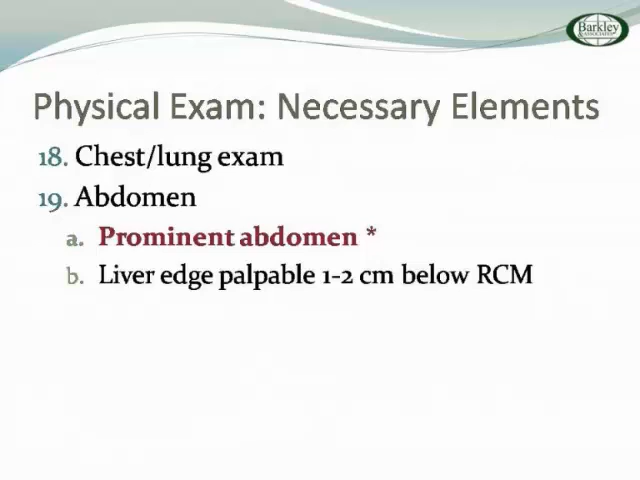 Barkley
& ASSOCIATES
Physical Exam: Necessary Elements
18. Chest/lung exam
19. Abdomen
a. Prominent abdomen *
b. Liver edge palpable 1-2 cm below RCM